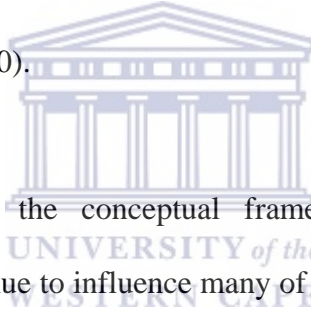 0).
the conceptual frame
UNIVERSITY of the
ue to influence many of
WESTERN CAPE